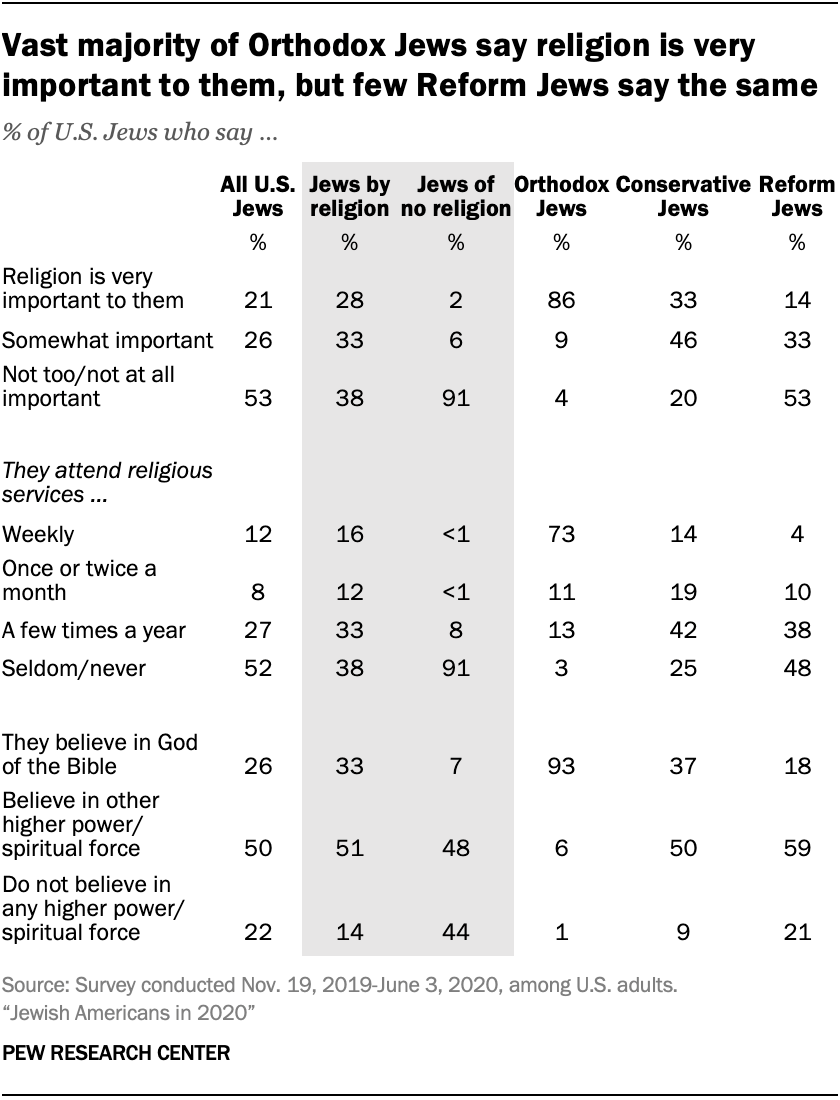 Vast majority of Orthodox Jews say religion is very
important to them, but few Reform Jews say the same
% of U.S. Jews who say ...
All U.S. Jews by Jews of Orthodox Conservative Reform
Jews religion no religion Jews Jews Jews
% % % % % %
Religion is very
important to them 21 28 2 86 33 14
Somewhat important 26 33 6 9 46 33
Not too/not at all
important 53 38 91 4 20 53
They attend religious
services ...
Weekly 12 16 <1 73 14 4
Once or twice a
month 8 12 <1 11 19 10
A few times a year 27 33 8 13 42 38
Seldom/never 52 38 91 3 25 48
They believe in God
of the Bible 26 33 7 93 37 18
Believe in other
higher power/
spiritual force 50 51 48 6 50 59
Do not believe in
any higher power/
spiritual force 22 14 44 1 9 21
Source: Survey conducted Nov. 19, 2019-June 3, 2020, among U.S. adults.
“Jewish Americans in 2020”
PEW RESEARCH CENTER